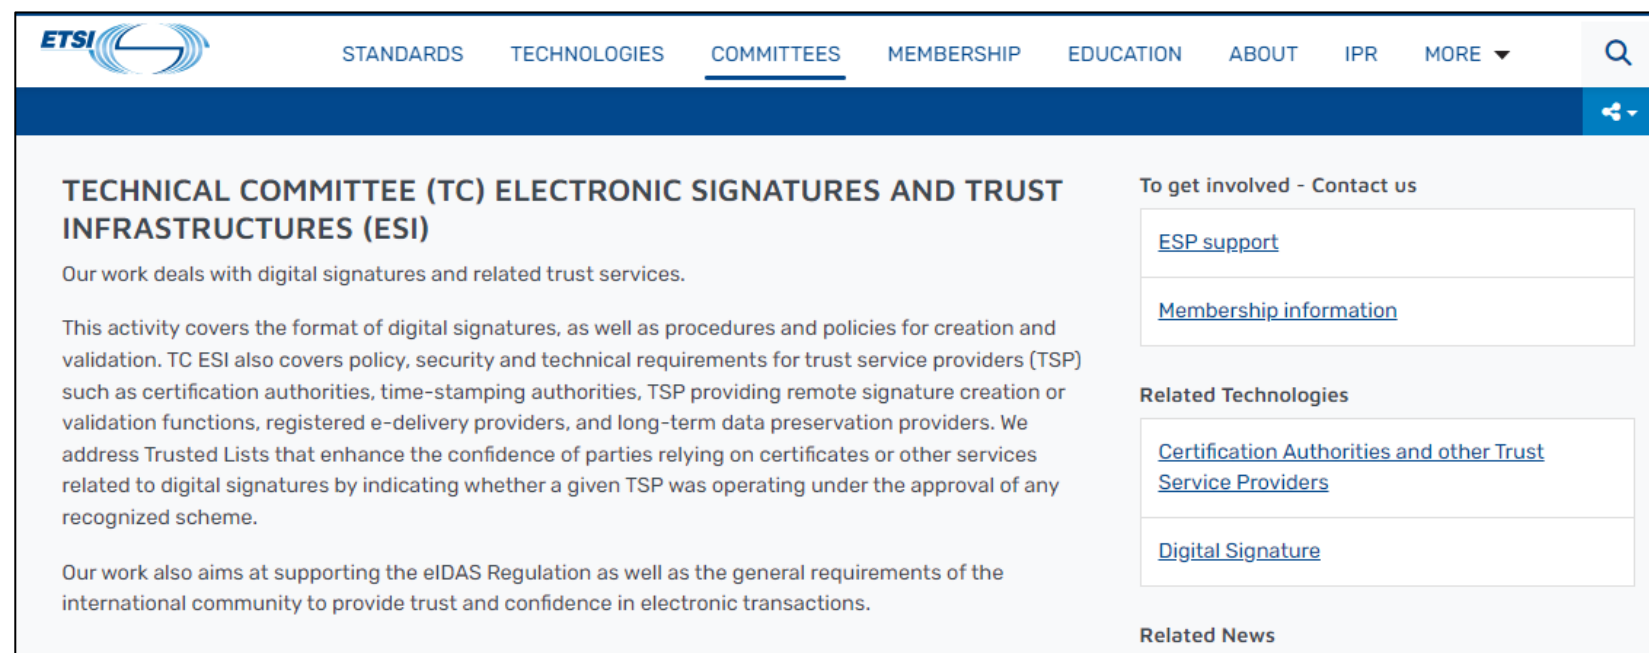 ETSI
STANDARDS TECHNOLOGIES COMMITTEES MEMBERSHIP EDUCATION ABOUT IPR MORE
TECHNICAL COMMITTEE (TC) ELECTRONIC SIGNATURES AND TRUST
INFRASTRUCTURES (ESI)
Our work deals with digital signatures and related trust services.
This activity covers the format of digital signatures, as well as procedures and policies for creation and
validation. TC ESI also covers policy, security and technical requirements for trust service providers (TSP)
such as certification authorities, time-stamping authorities, TSP providing remote signature creation or
validation functions, registered e-delivery providers, and long-term data preservation providers. We
address Trusted Lists that enhance the confidence of parties relying on certificates or other services
related to digital signatures by indicating whether a given TSP was operating under the approval of any
recognized scheme.
Our work also aims at supporting the eIDAS Regulation as well as the general requirements of the
international community to provide trust and confidence in electronic transactions.
To get involved - Contact us
ESP support
Membership information
Related Technologies
Certification Authorities and other Trust
Service Providers
Digital Signature
Related News